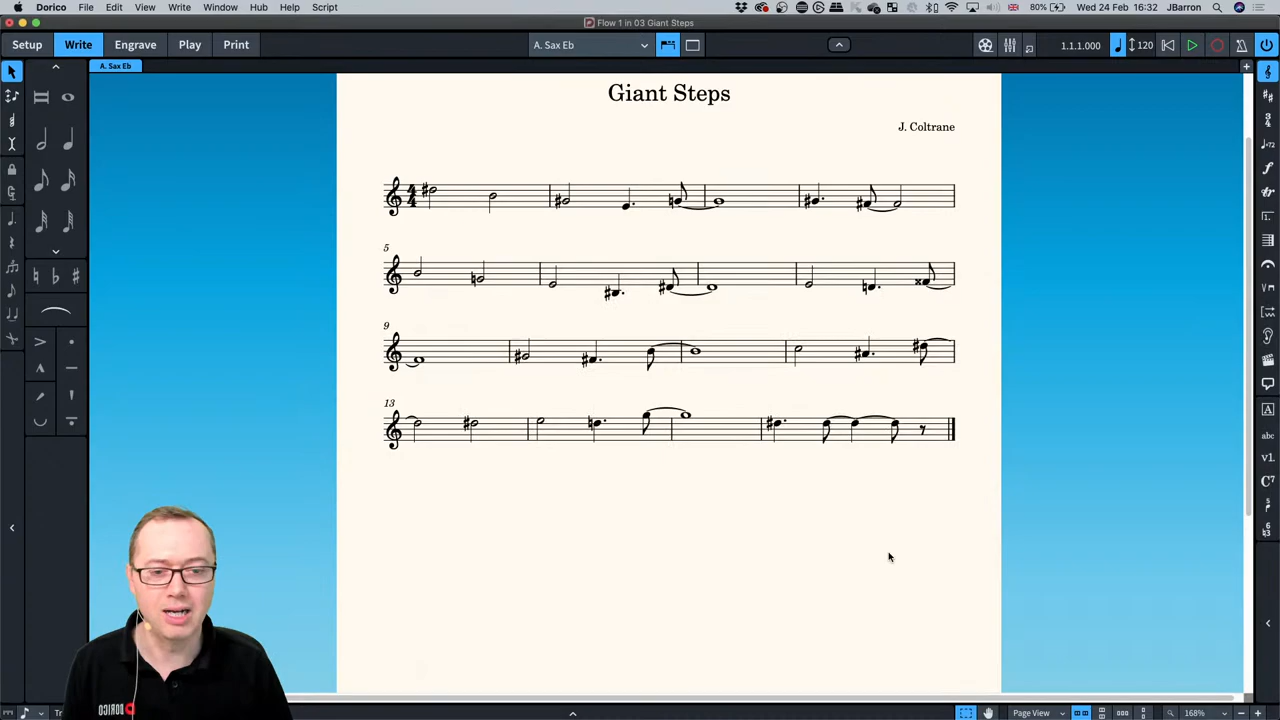 Dorico File Edit View Write Window Hub Help Script 80% Wed 24 Feb 16:32 JBarron
Flow 1 in 03 Giant Steps
Setup Write Engrave Play Print A. Sax Eb 1.1.1.000 120
A. Sax Eb
Giant Steps
J. Coltrane
5
9
13
DORICO
Page View 168%